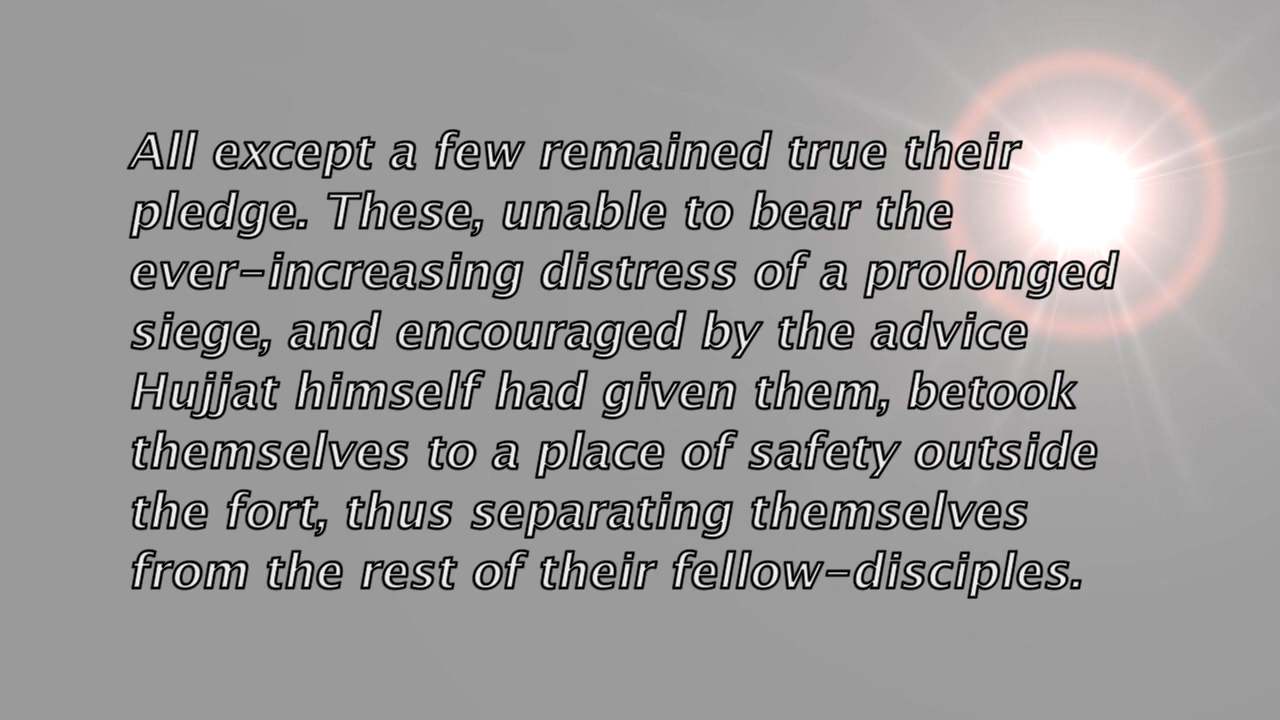 All except a few remained true their
pledge. These, unable to bear the
ever-increasing distress of a prolonged
siege, and encouraged by the advice
Hujjat himself had given them, betook
themselves to a place of safety outside
the fort, thus separating themselves
from the rest of their fellow-disciples.